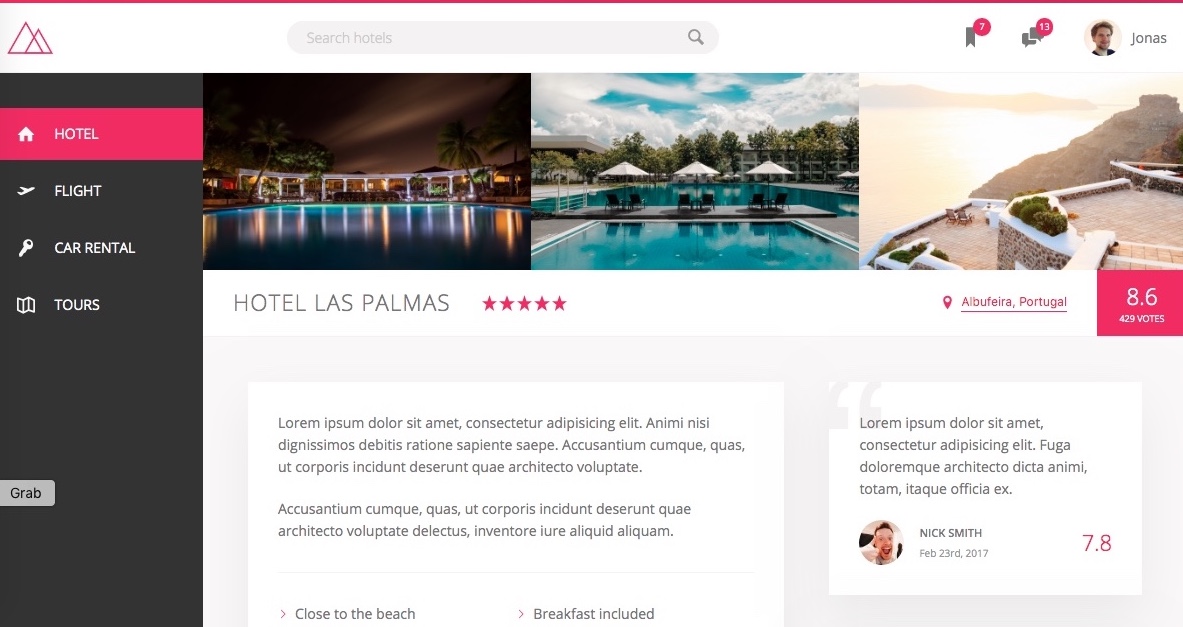 Search hotels
7
13
Jonas
HOTEL
FLIGHT
CAR RENTAL
TOURS
Grab
HOTEL LAS PALMAS
Albufeira, Portugal
8.6
429 VOTES
Lorem ipsum dolor sit amet, consectetur adipisicing elit. Animi nisi
dignissimos debitis ratione sapiente saepe. Accusantium cumque, quas,
ut corporis incidunt deserunt quae architecto voluptate.
Accusantium cumque, quas, ut corporis incidunt deserunt quae
architecto voluptate delectus, inventore iure aliquid aliquam.
Close to the beach
Breakfast included
“
Lorem ipsum dolor sit amet,
consectetur adipisicing elit. Fuga
doloremque architecto dicta animi,
totam, itaque officia ex.
NICK SMITH
Feb 23rd, 2017
7.8